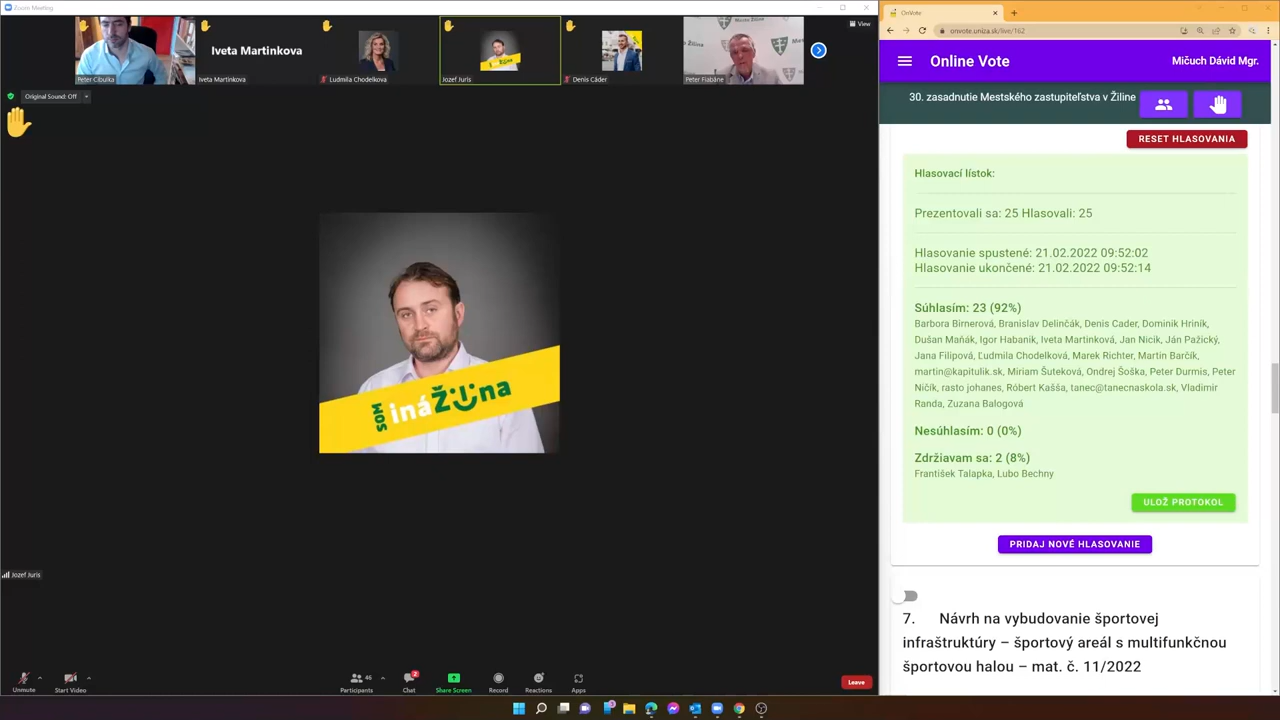 Zoom Meeting
View
Iveta Martinkova
Peter Cibulka
Iveta Martinkova
Ludmila Chodelkova
Jozef Juris
Denis Cáder
Peter Fiabáne
Original Sound: Off
SOM ináŽilina
Jozef Juris
Unmute
Start Video
Participants
46
Chat
2
Share Screen
Record
Reactions
Apps
Leave
OnVote
onvote.uniza.sk/live/162
Online Vote
Mičuch Dávid Mgr.
30. zasadnutie Mestského zastupiteľstva v Žiline
RESET HLASOVANIA
Hlasovací lístok:
Prezentovali sa: 25 Hlasovali: 25
Hlasovanie spustené: 21.02.2022 09:52:02
Hlasovanie ukončené: 21.02.2022 09:52:14
Súhlasím: 23 (92%)
Barbora Birnerová, Branislav Delinčák, Denis Cader, Dominik Hriník,
Dušan Maňák, Igor Habanik, Iveta Martinková, Jan Nicik, Ján Pažický,
Jana Filipová, Ľudmila Chodelková, Marek Richter, Martin Barčík,
martin@kapitulik.sk, Miriam Šuteková, Ondrej Šoška, Peter Durmis, Peter
Ničík, rasto johanes, Róbert Kašša, tanec@tanecnaskola.sk, Vladimir
Randa, Zuzana Balogová
Nesúhlasím: 0 (0%)
Zdržiavam sa: 2 (8%)
František Talapka, Lubo Bechny
ULOŽ PROTOKOL
PRIDAJ NOVÉ HLASOVANIE
7. Návrh na vybudovanie športovej
infraštruktúry – športový areál s multifunkčnou
športovou halou – mat. č. 11/2022